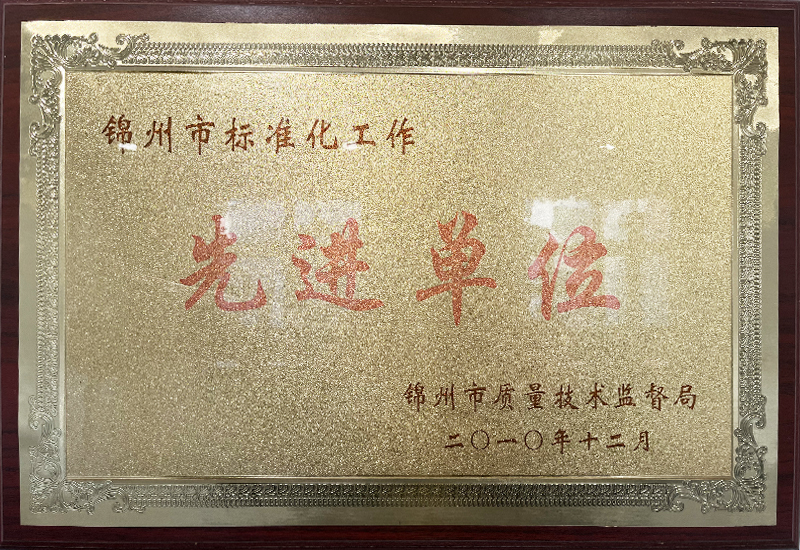 锦州市标准化工作
先进单位
锦州市质量技术监督局
二〇一〇年十二月